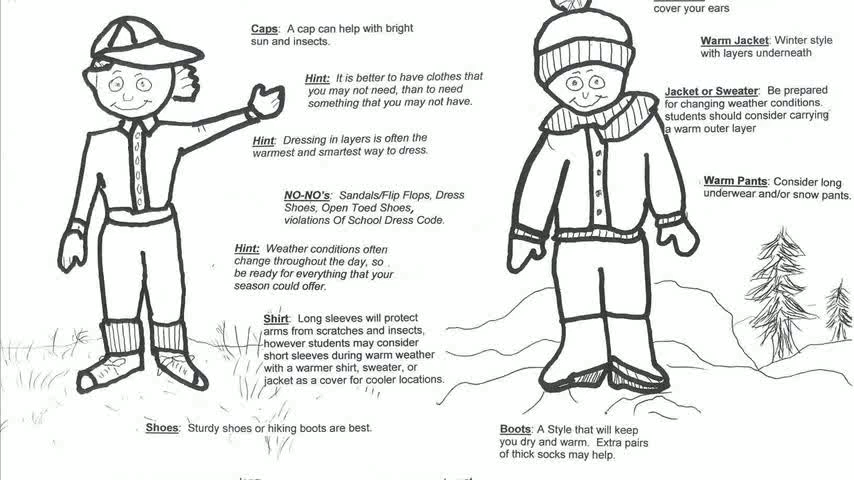 Caps: A cap can help with bright
sun and insects.
Hint: It is better to have clothes that
you may not need, than to need
something that you may not have.
Hint: Dressing in layers is often the
warmest and smartest way to dress.
NO-NO's: Sandals/Flip Flops, Dress
Shoes, Open Toed Shoes,
violations Of School Dress Code.
Hint: Weather conditions often
change throughout the day, so
be ready for everything that your
season could offer.
Shirt: Long sleeves will protect
arms from scratches and insects,
however students may consider
short sleeves during warm weather
with a warmer shirt, sweater, or
jacket as a cover for cooler locations.
Shoes: Sturdy shoes or hiking boots are best.
cover your ears
Warm Jacket: Winter style
with layers underneath
Jacket or Sweater: Be prepared
for changing weather conditions.
students should consider carrying
a warm outer layer
Warm Pants: Consider long
underwear and/or snow pants.
Boots: A Style that will keep
you dry and warm. Extra pairs
of thick socks may help.